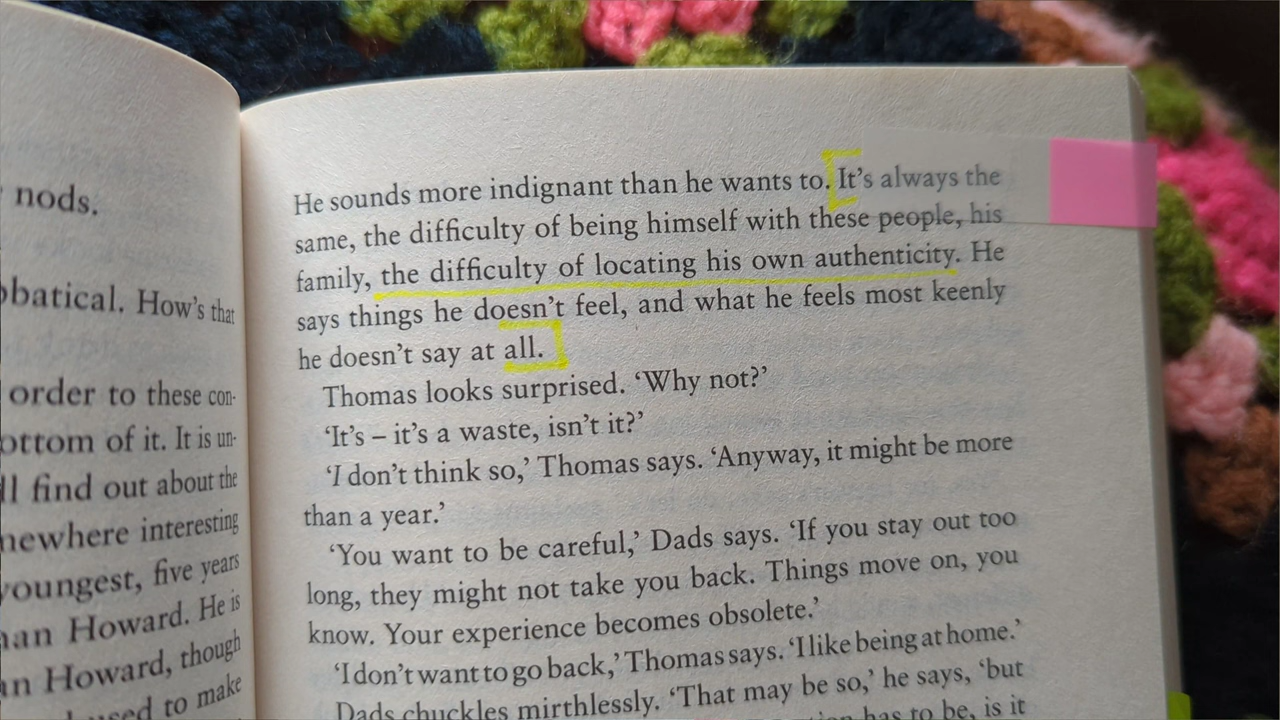 nods.
batical. How's that
order to these con-
ottom of it. It is un-
find out about the
newhere interesting
youngest, five years
Howard. He is
Howard, though
used to make
He sounds more indignant than he wants to. It's always the
same, the difficulty of being himself with these people, his
family, the difficulty of locating his own authenticity. He
says things he doesn't feel, and what he feels most keenly
he doesn't say at all.
Thomas looks surprised. ‘Why not?’
‘It's – it's a waste, isn't it?’
‘I don't think so,’ Thomas says. ‘Anyway, it might be more
than a year.’
‘You want to be careful,’ Dads says. ‘If you stay out too
long, they might not take you back. Things move on, you
know. Your experience becomes obsolete.’
‘I don't want to go back,’ Thomas says. ‘I like being at home.’
Dads chuckles mirthlessly. ‘That may be so,’ he says, ‘but
has to be, is it